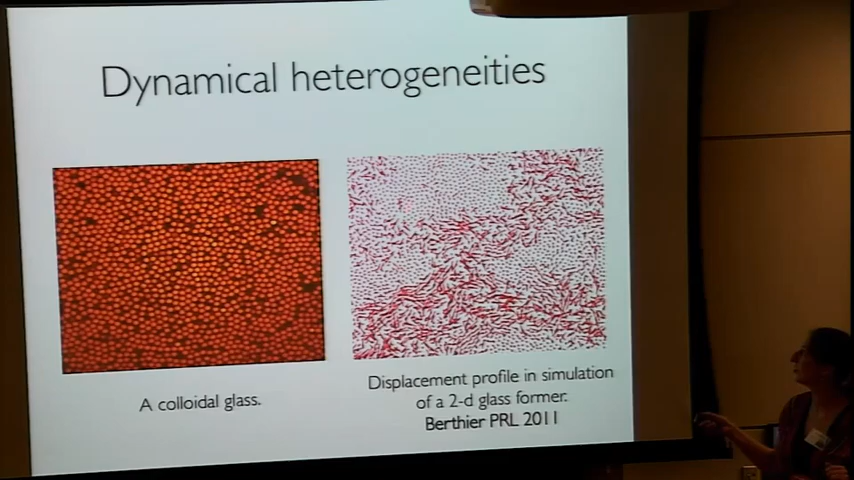 Dynamical heterogeneities
A colloidal glass.
Displacement profile in simulation
of a 2-d glass former.
Berthier PRL 2011